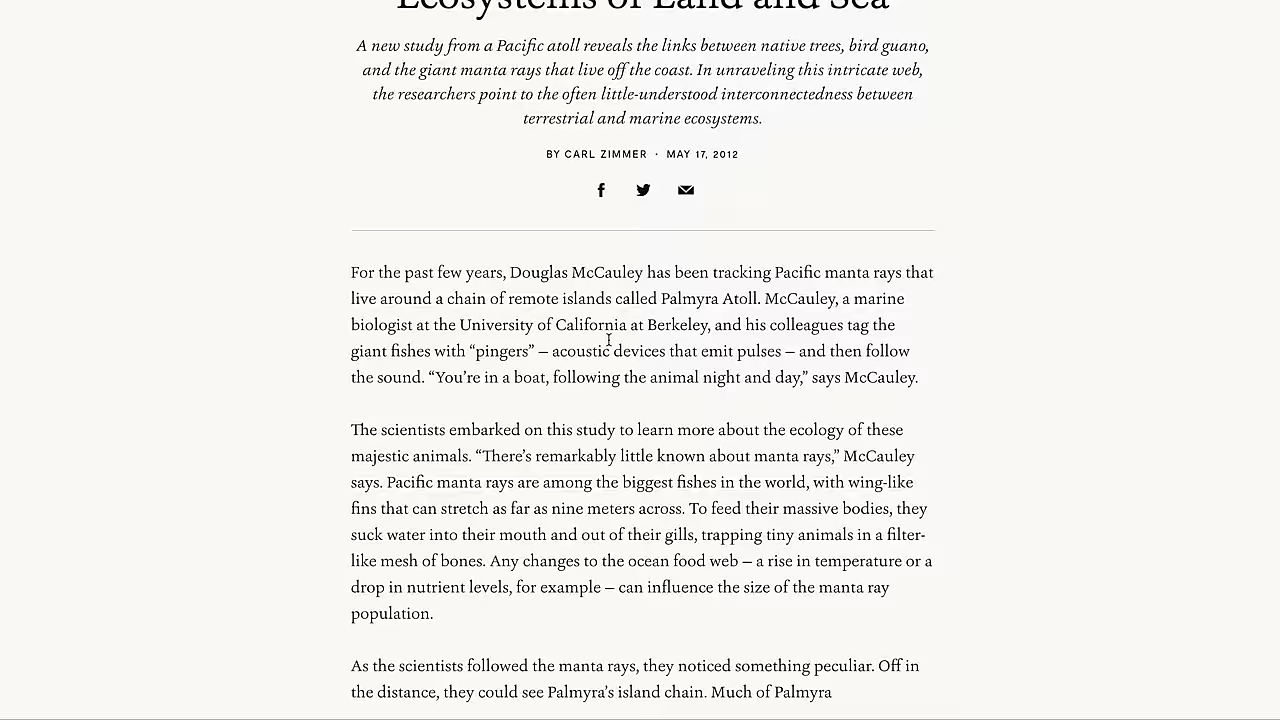 Ecosystems of Land and Sea
A new study from a Pacific atoll reveals the links between native trees, bird guano,
and the giant manta rays that live off the coast. In unraveling this intricate web,
the researchers point to the often little-understood interconnectedness between
terrestrial and marine ecosystems.
BY CARL ZIMMER · MAY 17, 2012
For the past few years, Douglas McCauley has been tracking Pacific manta rays that
live around a chain of remote islands called Palmyra Atoll. McCauley, a marine
biologist at the University of California at Berkeley, and his colleagues tag the
giant fishes with “pingers” – acoustic devices that emit pulses – and then follow
the sound. “You’re in a boat, following the animal night and day,” says McCauley.
The scientists embarked on this study to learn more about the ecology of these
majestic animals. “There’s remarkably little known about manta rays,” McCauley
says. Pacific manta rays are among the biggest fishes in the world, with wing-like
fins that can stretch as far as nine meters across. To feed their massive bodies, they
suck water into their mouth and out of their gills, trapping tiny animals in a filter-
like mesh of bones. Any changes to the ocean food web – a rise in temperature or a
drop in nutrient levels, for example – can influence the size of the manta ray
population.
As the scientists followed the manta rays, they noticed something peculiar. Off in
the distance, they could see Palmyra’s island chain. Much of Palmyra